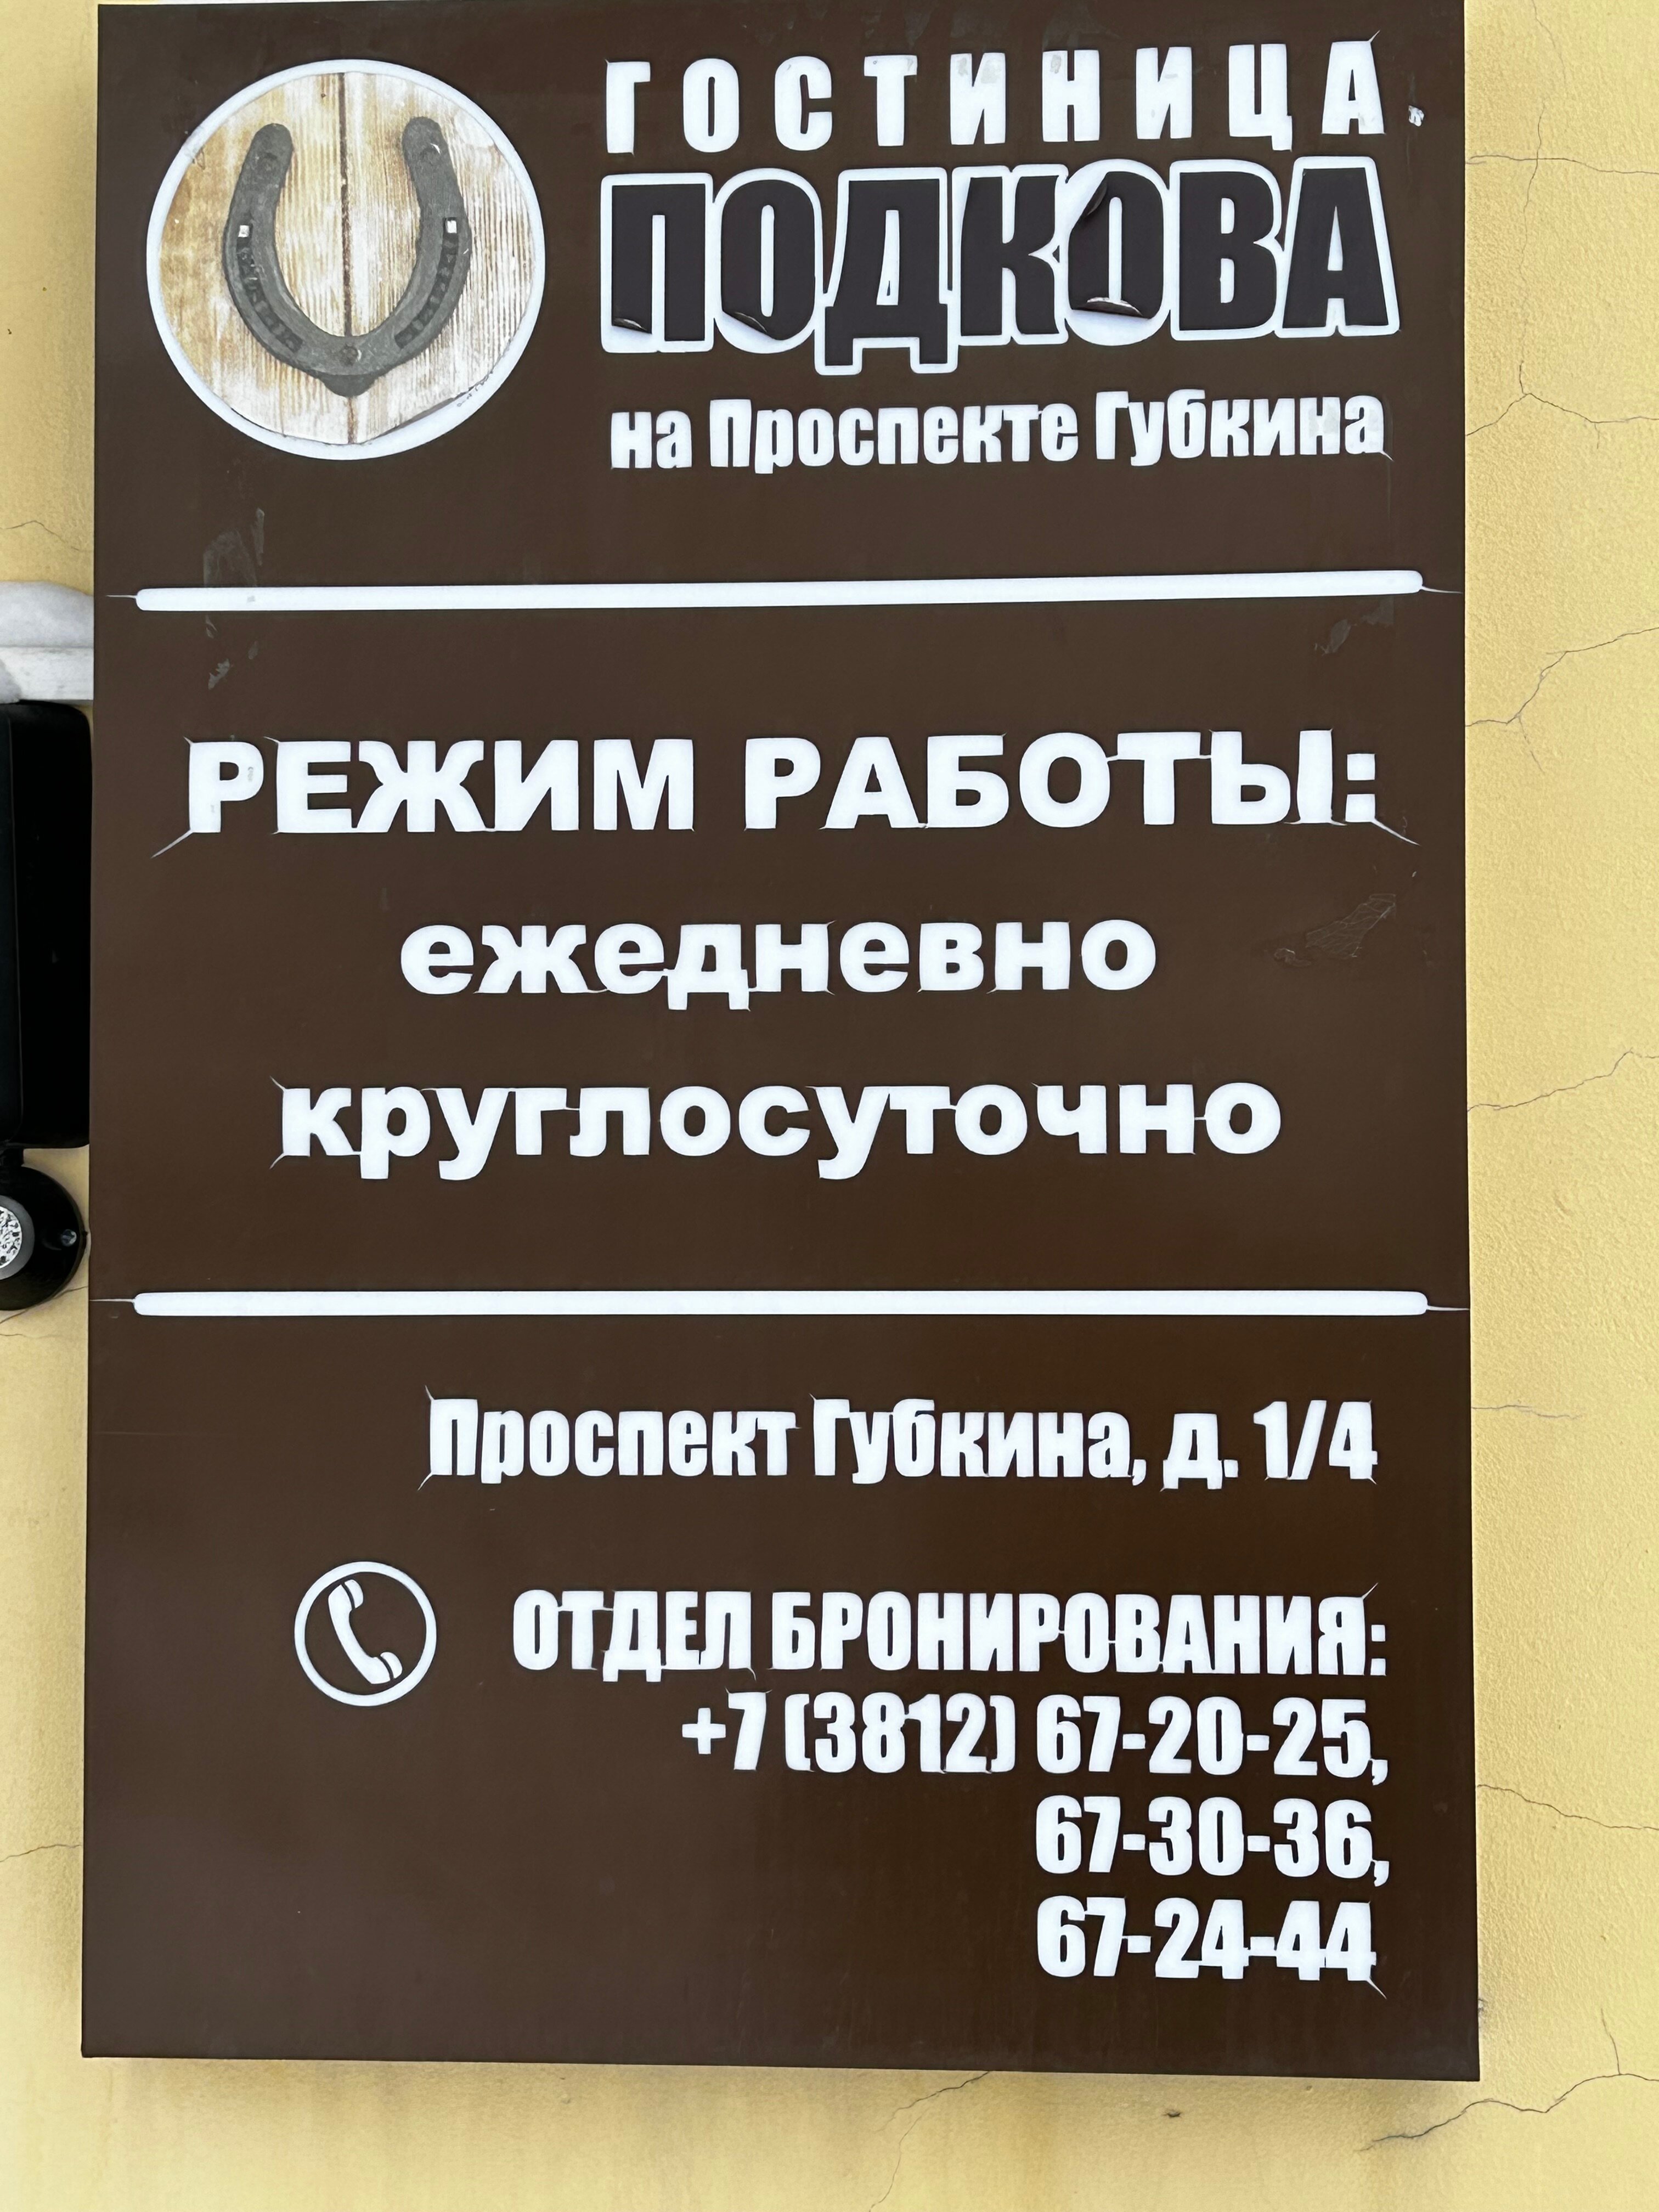 ГОСТИНИЦА
ПОДКОВА
на Проспекте Губкина
РЕЖИМ РАБОТЫ:
ежедневно
круглосуточно
Проспект Губкина, д. 1/4
ОТДЕЛ БРОНИРОВАНИЯ:
+7 (3812) 67-20-25,
67-30-36,
67-24-44